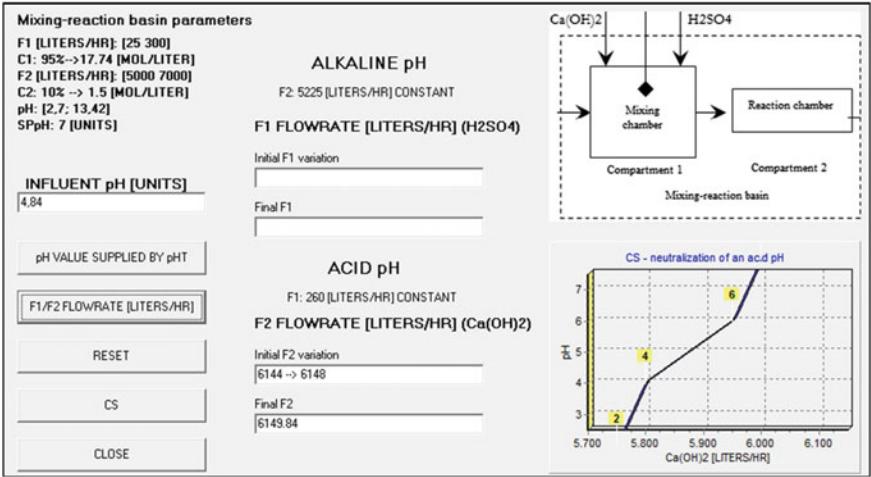 Mixing-reaction basin parameters
F1 [LITERS/HR]: [25 300]
C1: 95%-->17.74 [MOL/LITER]
F2 [LITERS/HR]: [5000 7000]
C2: 10% --> 1.5 [MOL/LITER]
pH: [2,7; 13,42]
SPpH: 7 [UNITS]
INFLUENT pH [UNITS]
4,84
pH VALUE SUPPLIED BY pHT
F1/F2 FLOWRATE [LITERS/HR]
RESET
CS
CLOSE
ALKALINE pH
F2: 5225 [LITERS/HR] CONSTANT
F1 FLOWRATE [LITERS/HR] (H2SO4)
Initial F1 variation
Final F1
ACID pH
F1: 260 [LITERS/HR] CONSTANT
F2 FLOWRATE [LITERS/HR] (Ca(OH)2)
Initial F2 variation
6144 --> 6148
Final F2
6149.84
Ca(OH)2
H2SO4
Mixing
chamber
Reaction chamber
Compartment 1
Compartment 2
Mixing-reaction basin
CS - neutralization of an acid pH
pH
7
6
5
4
3
6
4
2
5.700 5.800 5.900 6.000 6.100
Ca(OH)2 [LITERS/HR]